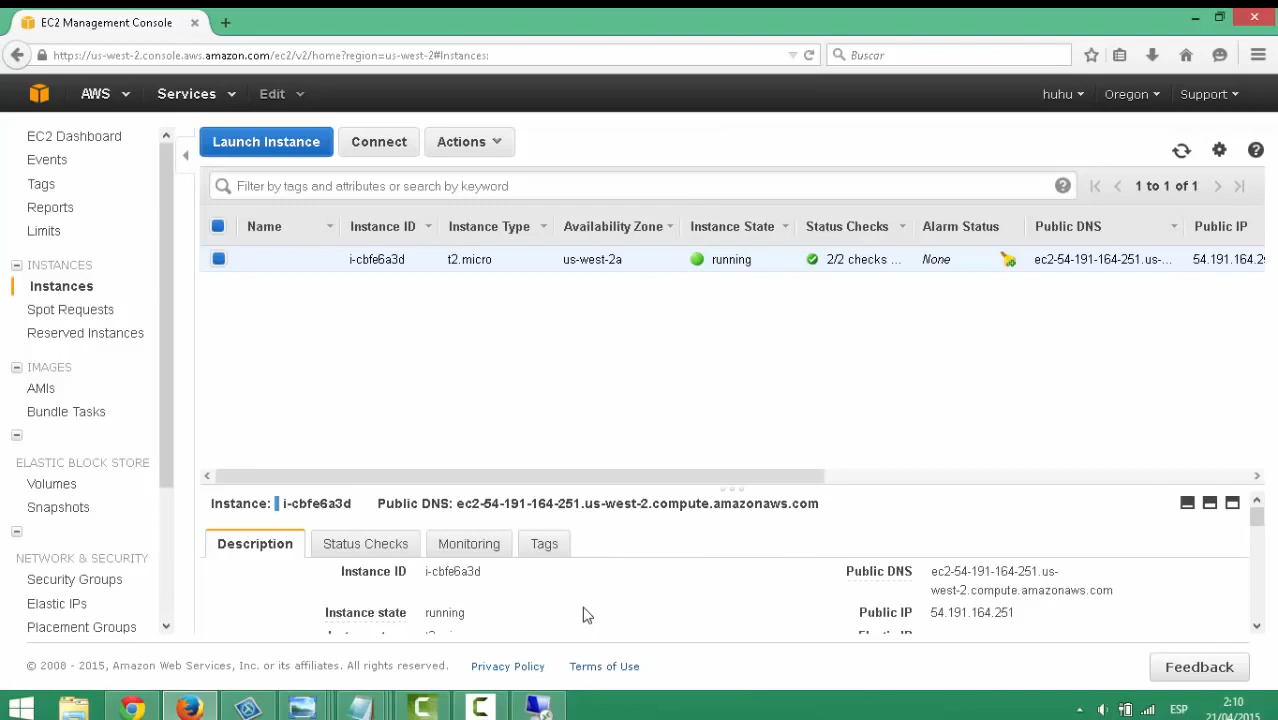 EC2 Management Console
https://us-west-2.console.aws.amazon.com/ec2/v2/home?region=us-west-2#Instances:
Buscar
AWS Services Edit huhu Oregon Support
EC2 Dashboard
Events
Tags
Reports
Limits
INSTANCES
Instances
Spot Requests
Reserved Instances
IMAGES
AMIs
Bundle Tasks
ELASTIC BLOCK STORE
Volumes
Snapshots
NETWORK & SECURITY
Security Groups
Elastic IPs
Placement Groups
Launch Instance Connect Actions
Filter by tags and attributes or search by keyword
1 to 1 of 1
Name Instance ID Instance Type Availability Zone Instance State Status Checks Alarm Status Public DNS Public IP
i-cbfe6a3d t2.micro us-west-2a running 2/2 checks ... None ec2-54-191-164-251.us-... 54.191.164.2
Instance: i-cbfe6a3d Public DNS: ec2-54-191-164-251.us-west-2.compute.amazonaws.com
Description Status Checks Monitoring Tags
Instance ID i-cbfe6a3d Public DNS ec2-54-191-164-251.us-
west-2.compute.amazonaws.com
Instance state running Public IP 54.191.164.251
© 2008 - 2015, Amazon Web Services, Inc. or its affiliates. All rights reserved. Privacy Policy Terms of Use
Feedback
ESP
2:10
21/04/2015